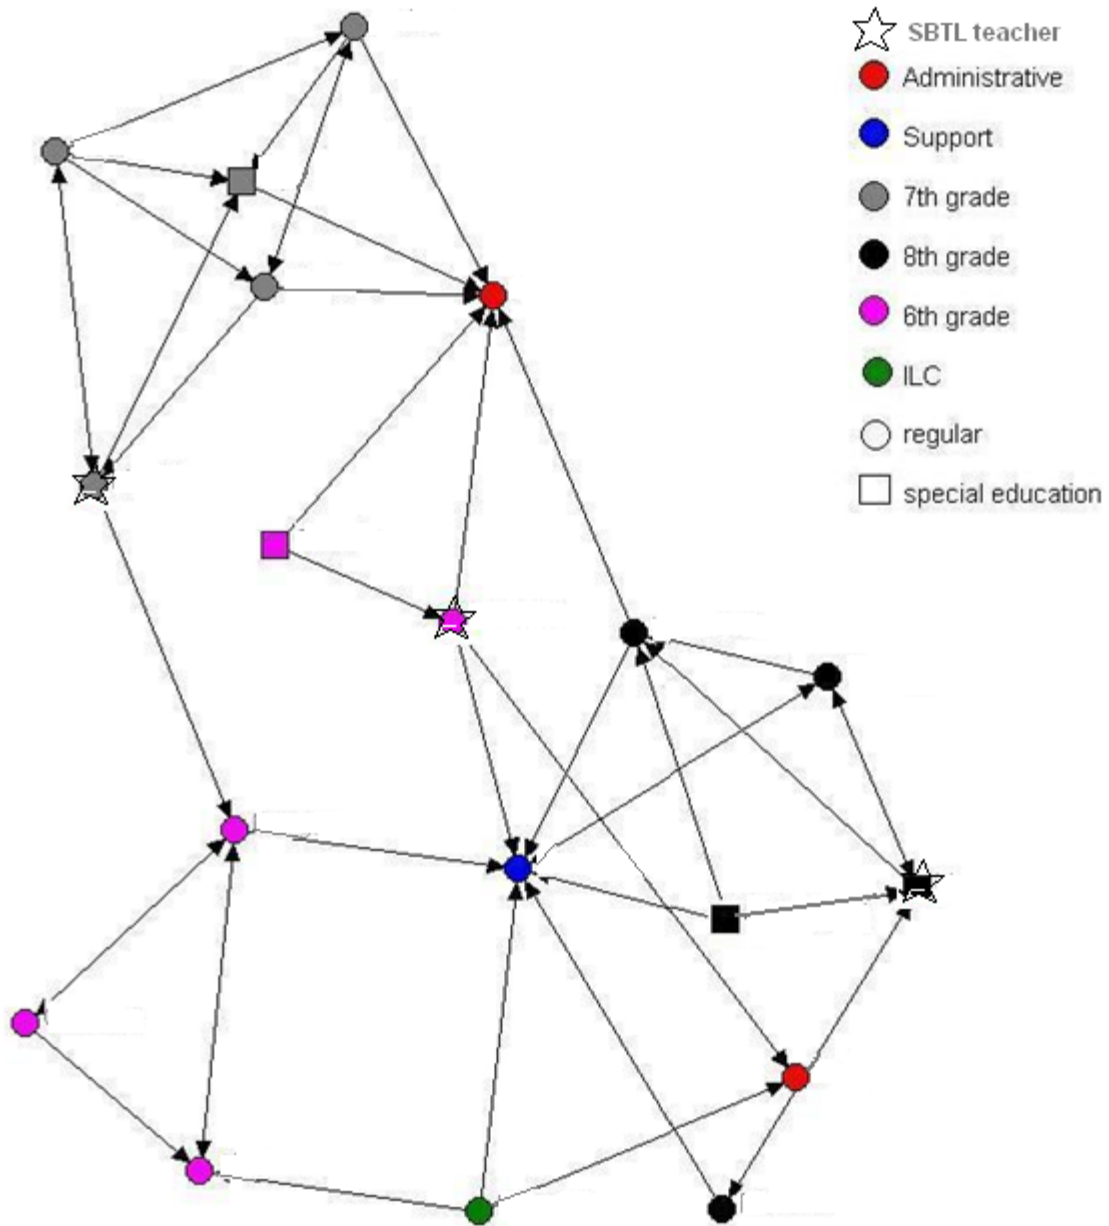 SBTL teacher
Administrative
Support
7th grade
8th grade
6th grade
ILC
regular
special education